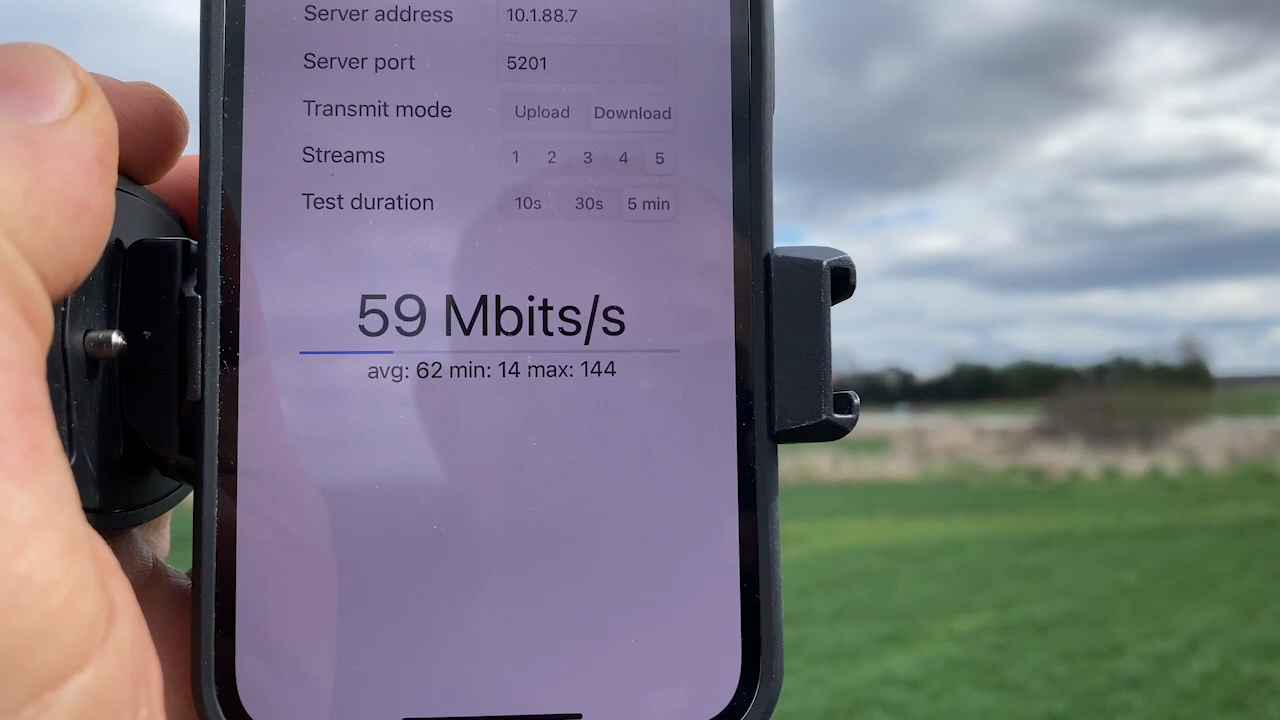 Server address 10.1.88.7
Server port 5201
Transmit mode Upload Download
Streams 1 2 3 4 5
Test duration 10s 30s 5 min
59 Mbits/s
avg: 62 min: 14 max: 144